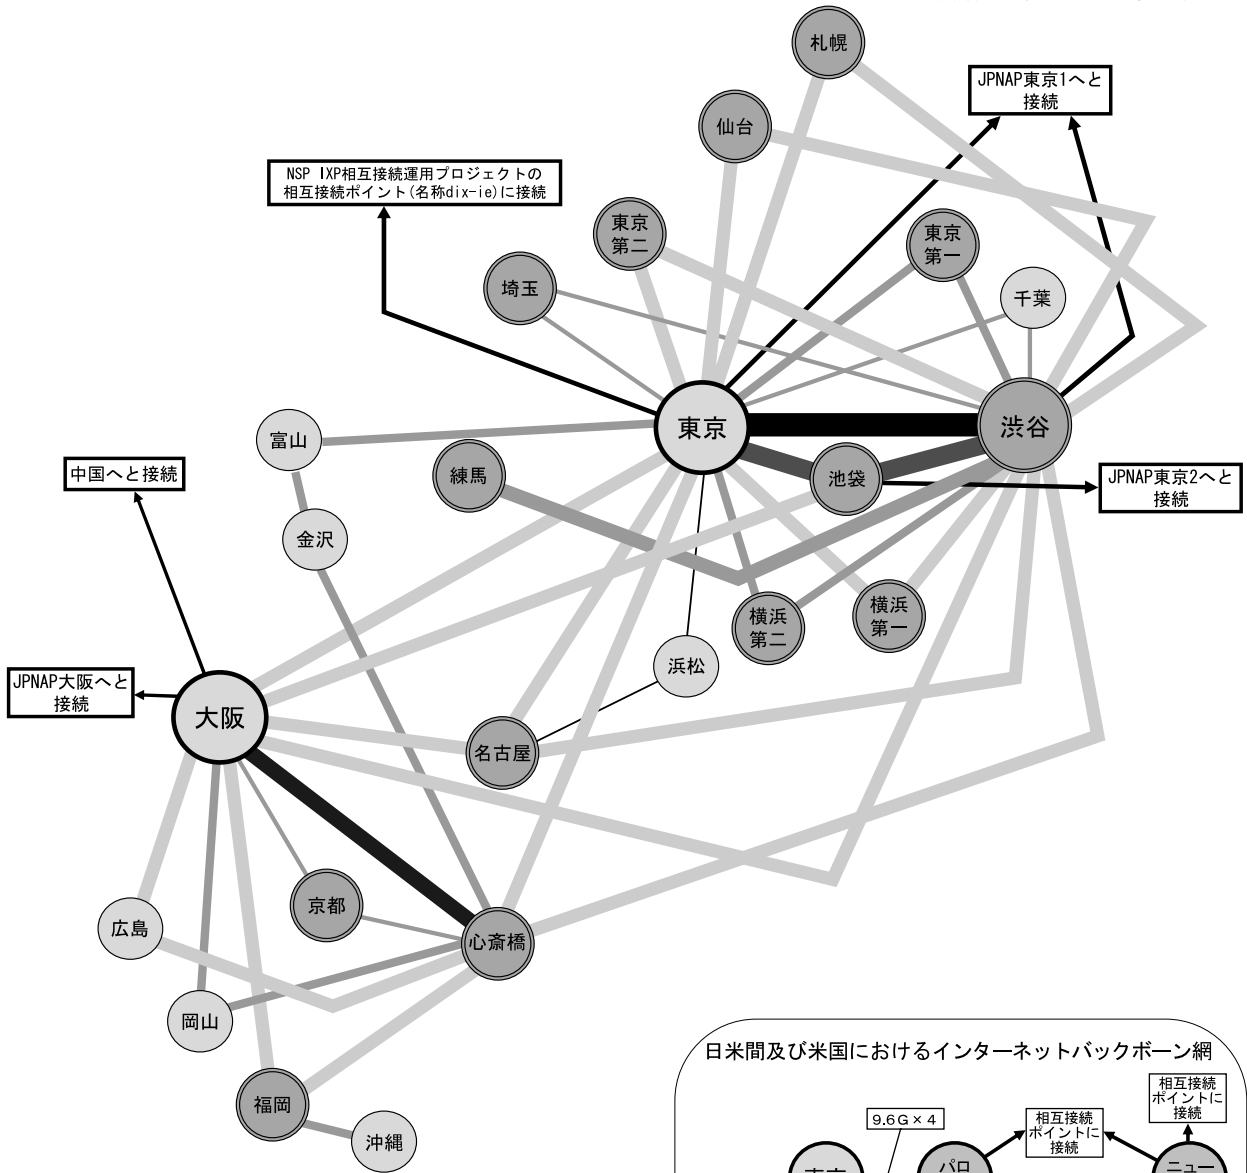 札幌
JPNAP東京1へと
接続
仙台
NSP IXP相互接続運用プロジェクトの
相互接続ポイント(名称dix-ie)に接続
東京
第二
東京
第一
埼玉
千葉
東京
渋谷
富山
練馬
池袋
中国へと接続
JPNAP東京2へと
接続
金沢
横浜
第二
横浜
第一
浜松
JPNAP大阪へと
接続
大阪
名古屋
京都
広島
心斎橋
岡山
福岡
沖縄
日米間及び米国におけるインターネットバックボーン網
相互接続
ポイントに
接続
9.6G×4
相互接続
ポイントに
接続
パロ
ニュー